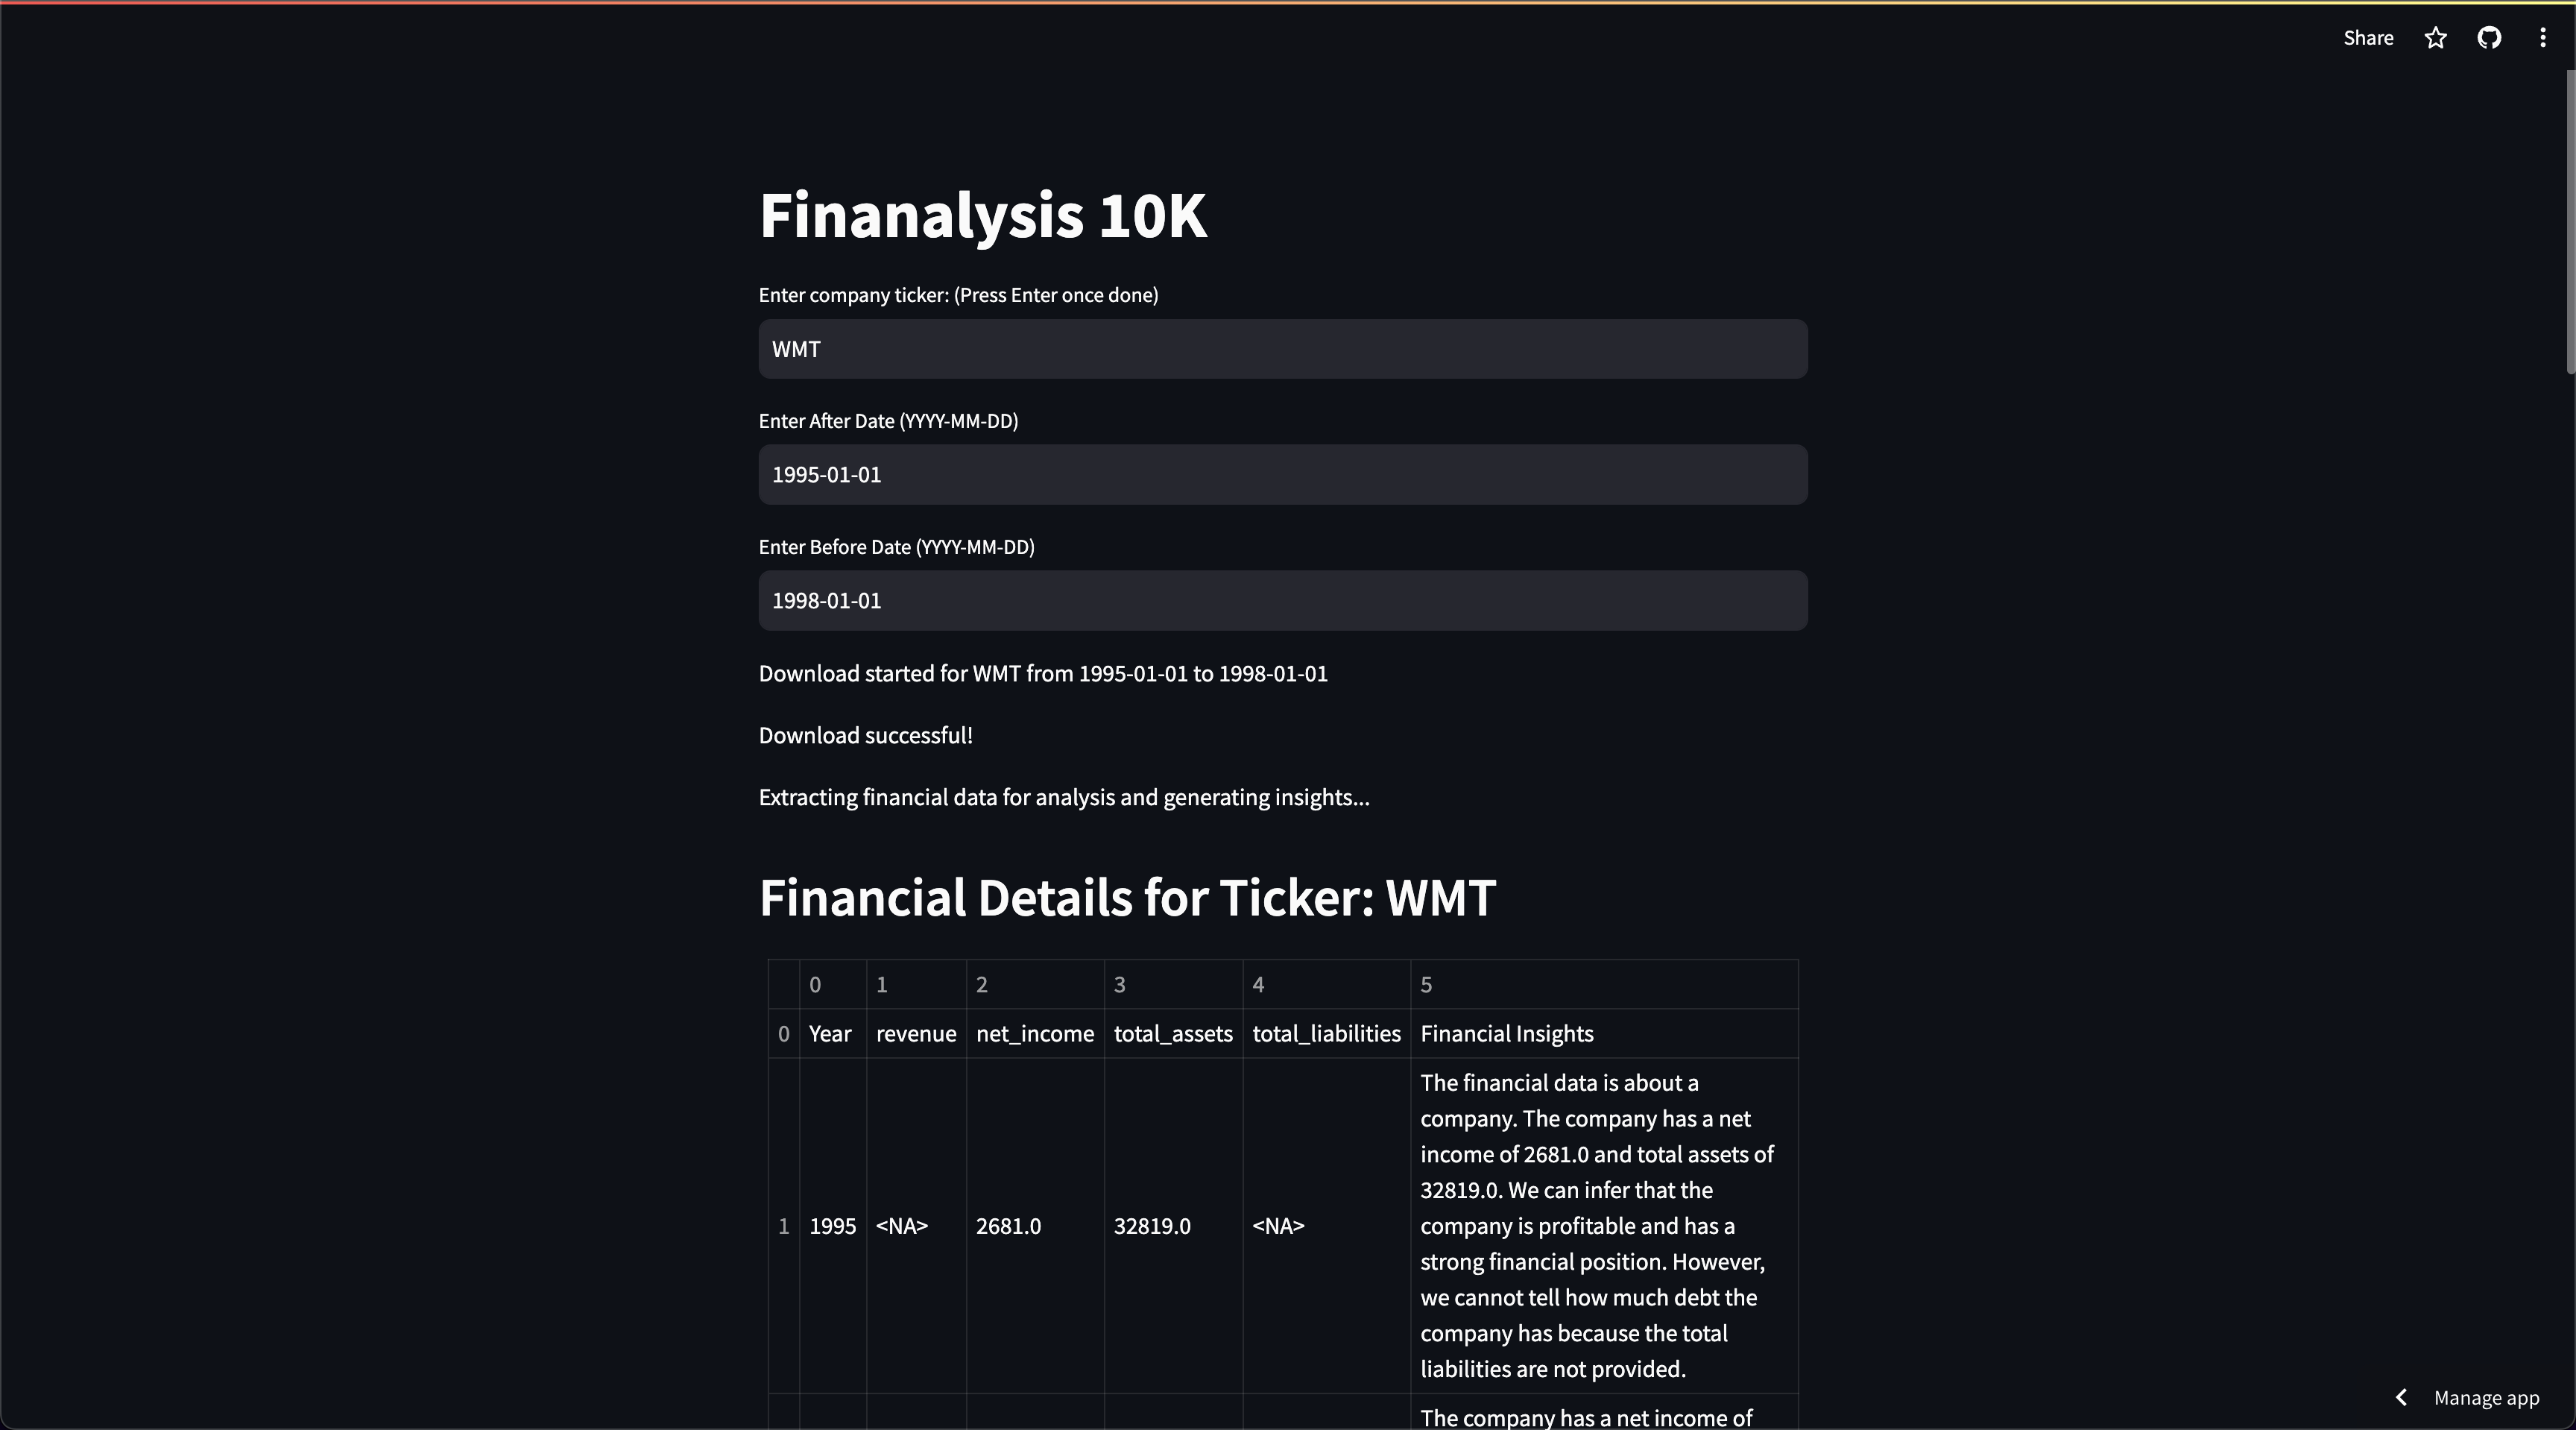 Share
Finanalysis 10K
Enter company ticker: (Press Enter once done)
WMT
Enter After Date (YYYY-MM-DD)
1995-01-01
Enter Before Date (YYYY-MM-DD)
1998-01-01
Download started for WMT from 1995-01-01 to 1998-01-01
Download successful!
Extracting financial data for analysis and generating insights...
Financial Details for Ticker: WMT
0 1 2 3 4 5
0 Year revenue net_income total_assets total_liabilities Financial Insights
1 1995 <NA> 2681.0 32819.0 <NA>
The financial data is about a
company. The company has a net
income of 2681.0 and total assets of
32819.0. We can infer that the
company is profitable and has a
strong financial position. However,
we cannot tell how much debt the
company has because the total
liabilities are not provided.
The company has a net income of
Manage app